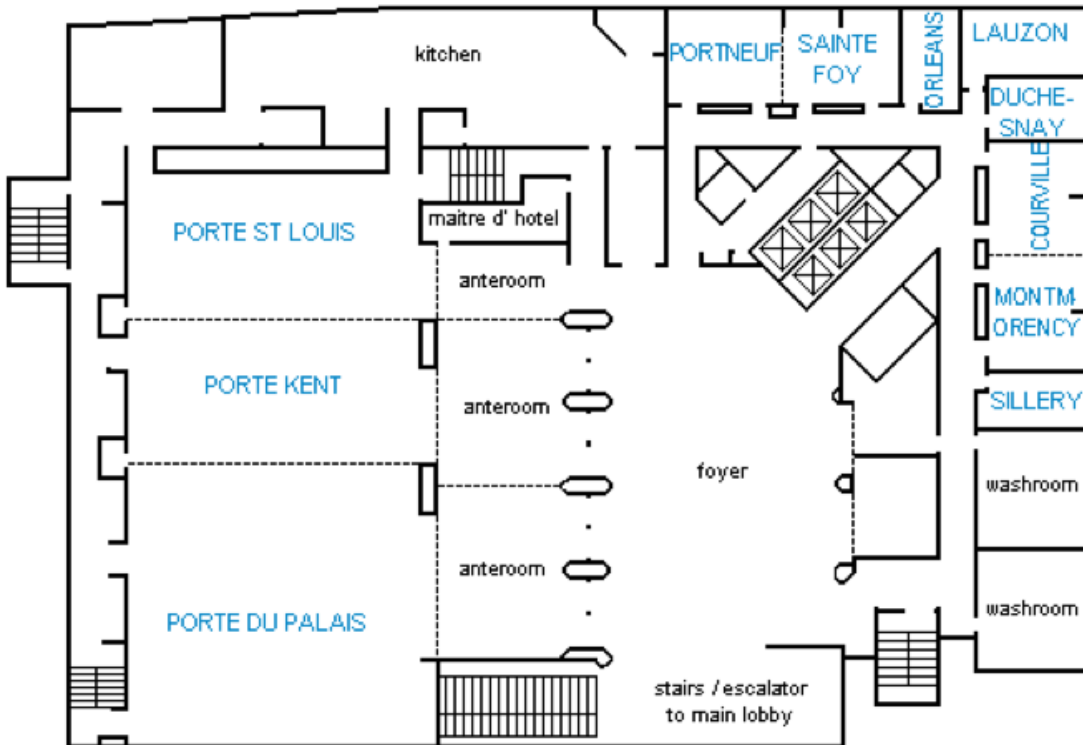 kitchen
PORTNEUF
SAINTE
FOY
ORLEANS
LAUZON
DUCHE-
SNAY
COURVILLE
maitre d' hotel
PORTE ST LOUIS
anteroom
MONTM
ORENCY
PORTE KENT
anteroom
SILLERY
foyer
washroom
anteroom
washroom
PORTE DU PALAIS
stairs / escalator
to main lobby